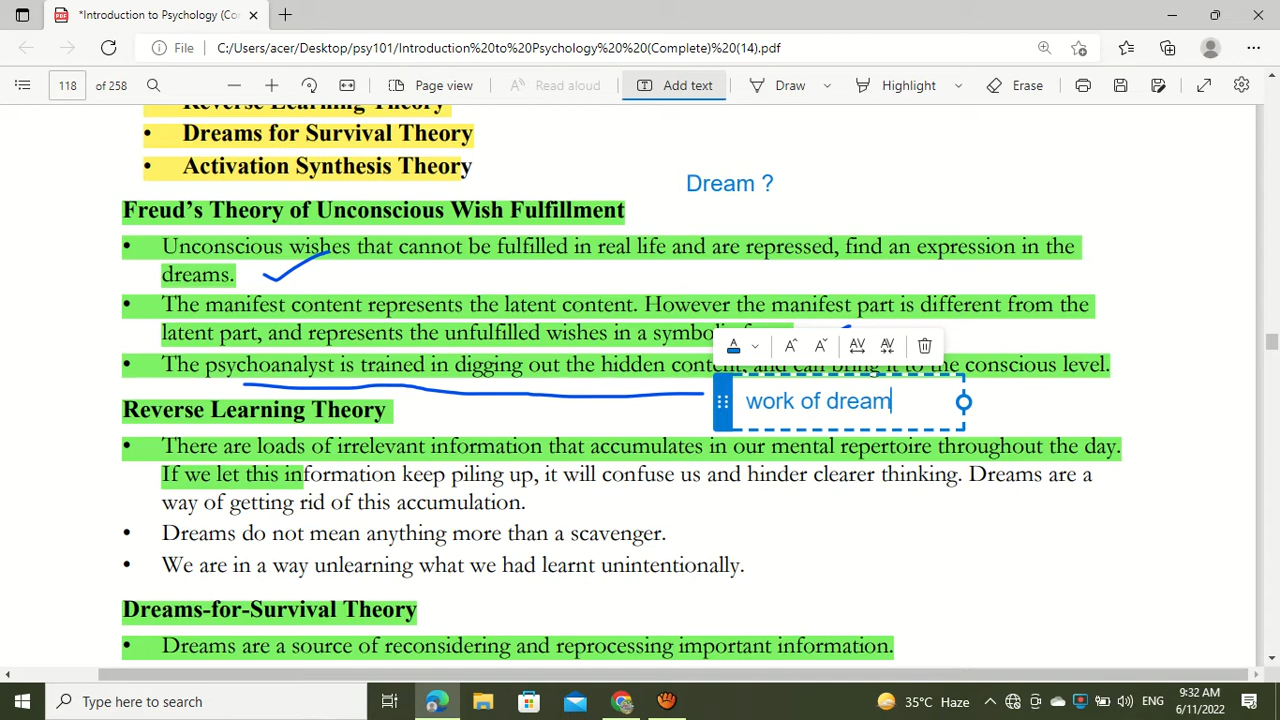 *Introduction to Psychology (Cor
File
C:/Users/acer/Desktop/psy101/Introduction%20to%20Psychology%20%20(Complete)%20(14).pdf
118 of 258
Page view
Read aloud
Add text
Draw
Highlight
Erase
• Reverse Learning Theory
• Dreams for Survival Theory
• Activation Synthesis Theory
Dream ?
Freud's Theory of Unconscious Wish Fulfillment
• Unconscious wishes that cannot be fulfilled in real life and are repressed, find an expression in the
dreams.
• The manifest content represents the latent content. However the manifest part is different from the
latent part, and represents the unfulfilled wishes in a symbolic
• The psychoanalyst is trained in digging out the hidden content, and can bring it to the conscious level.
work of dream
Reverse Learning Theory
• There are loads of irrelevant information that accumulates in our mental repertoire throughout the day.
If we let this information keep piling up, it will confuse us and hinder clearer thinking. Dreams are a
way of getting rid of this accumulation.
• Dreams do not mean anything more than a scavenger.
• We are in a way unlearning what we had learnt unintentionally.
Dreams-for-Survival Theory
• Dreams are a source of reconsidering and reprocessing important information.
Type here to search
35°C Haze
ENG
9:32 AM
6/11/2022